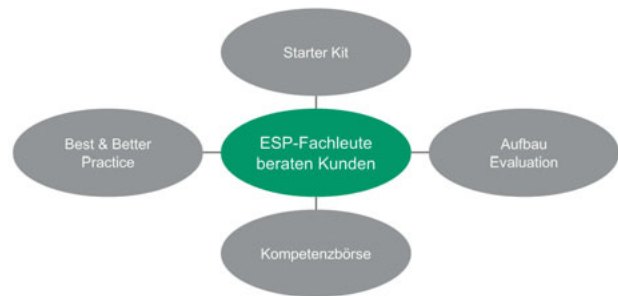 Starter Kit
Best & Better
Practice
ESP-Fachleute
beraten Kunden
Aufbau
Evaluation
Kompetenzbörse